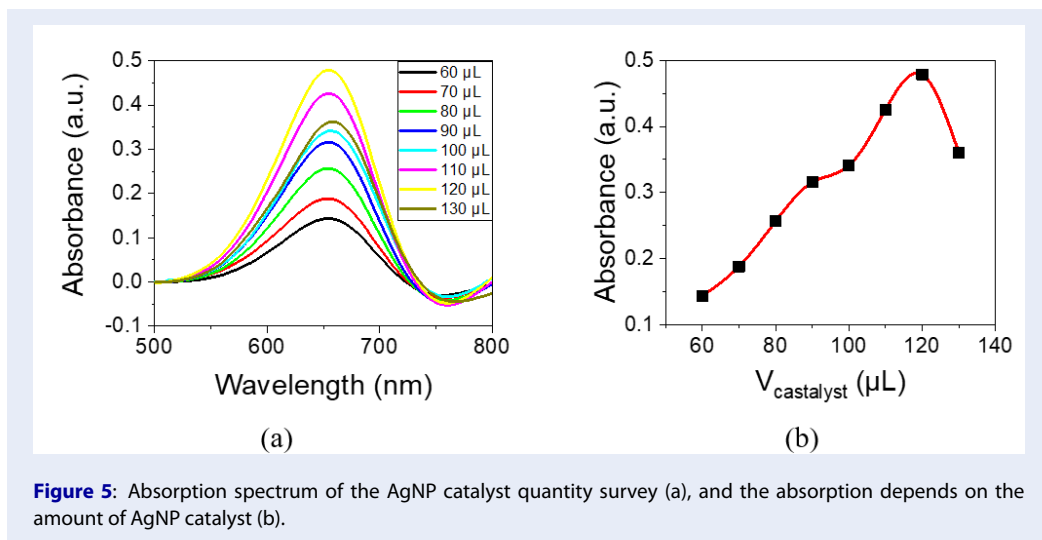 Absorbance (a.u.)
0.5
0.4
0.3
0.2
0.1
0.0
-0.1
500
600
700
800
Wavelength (nm)
60 µL
70 µL
80 µL
90 µL
100 µL
110 µL
120 µL
130 µL
(a)
Absorbance (a.u.)
0.5
0.4
0.3
0.2
0.1
60
80
100
120
140
Vcastalyst (µL)
(b)
Figure 5: Absorption spectrum of the AgNP catalyst quantity survey (a), and the absorption depends on the
amount of AgNP catalyst (b).